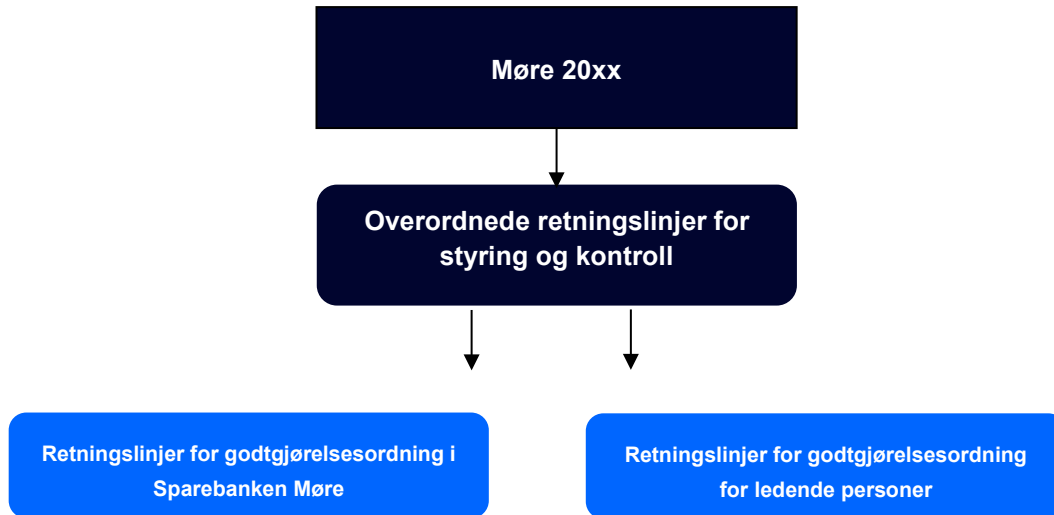 Møre 20xx
Overordnede retningslinjer for
styring og kontroll
Retningslinjer for godtgjørelsesordning i
Sparebanken Møre
Retningslinjer for godtgjørelsesordning
for ledende personer